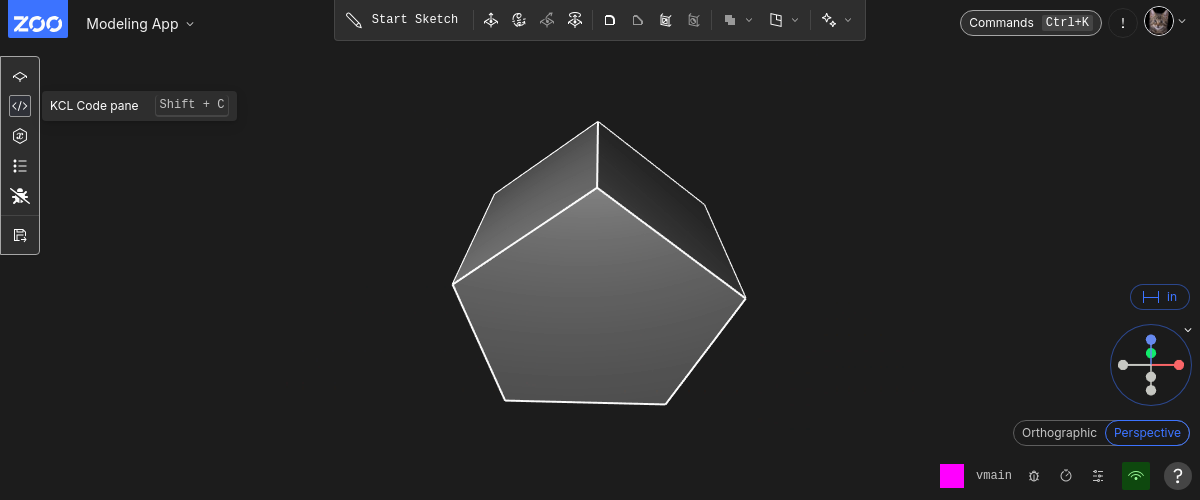 ZOO
Modeling App
Start Sketch
Commands Ctrl+K
!
KCL Code pane Shift + C
in
Orthographic Perspective
vmain
?